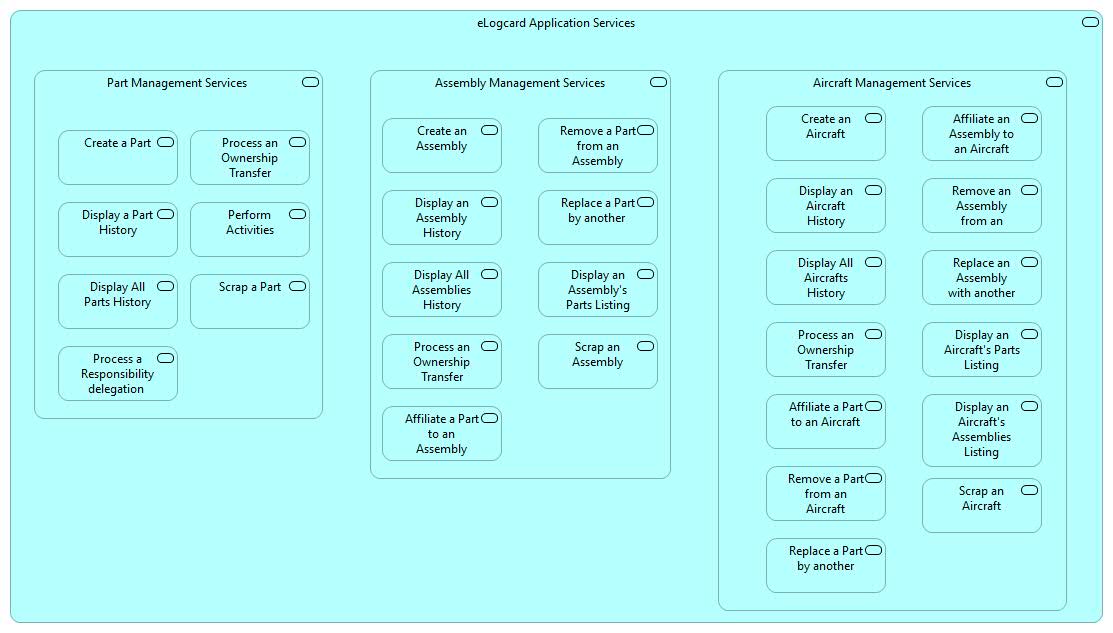 eLogcard Application Services
Part Management Services
Create a Part
Process an
Ownership
Transfer
Display a Part
History
Perform
Activities
Display All
Parts History
Scrap a Part
Process a
Responsibility
delegation
Assembly Management Services
Create an
Assembly
Remove a Part
from an
Assembly
Display an
Assembly
History
Replace a Part
by another
Display All
Assemblies
History
Display an
Assembly's
Parts Listing
Process an
Ownership
Transfer
Scrap an
Assembly
Affiliate a Part
to an
Assembly
Aircraft Management Services
Create an
Aircraft
Affiliate an
Assembly to
an Aircraft
Display an
Aircraft
History
Remove an
Assembly
from an
Display All
Aircrafts
History
Replace an
Assembly
with another
Process an
Ownership
Transfer
Display an
Aircraft's Parts
Listing
Affiliate a Part
to an Aircraft
Display an
Aircraft's
Assemblies
Listing
Remove a Part
from an
Aircraft
Scrap an
Aircraft
Replace a Part
by another